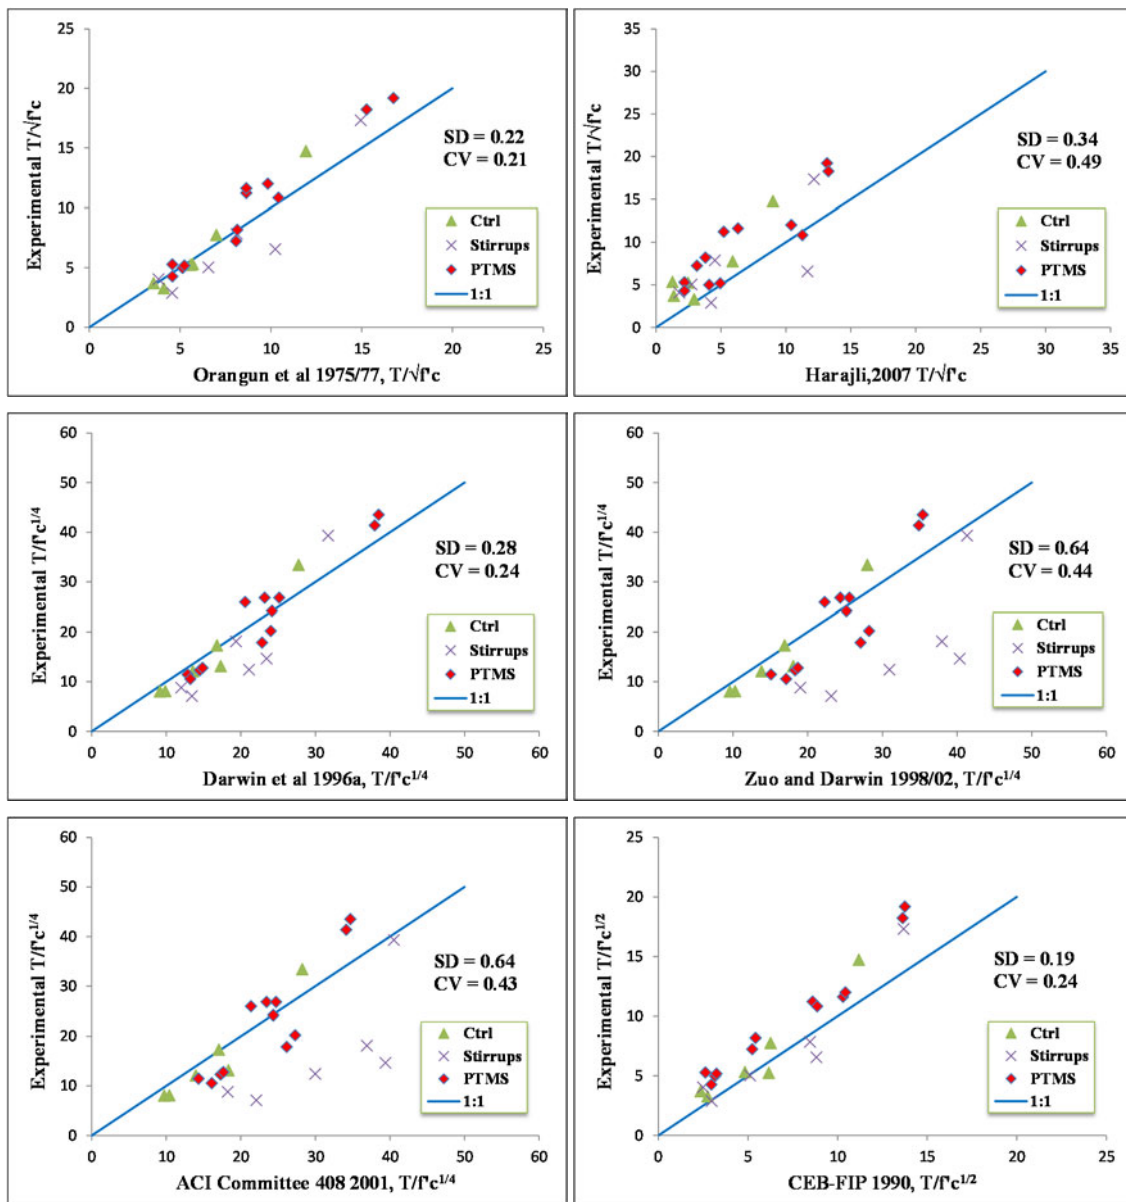 25
20
15
10
5
0
Experimental T/√f'c
SD = 0.22
CV = 0.21
Ctrl
Stirrups
PTMS
1:1
0 5 10 15 20 25
Orangun et al 1975/77, T/√f'c
35
30
25
20
15
10
5
0
Experimental T/√f'c
SD = 0.34
CV = 0.49
Ctrl
Stirrups
PTMS
1:1
0 5 10 15 20 25 30 35
Harajli,2007 T/√f'c
60
50
40
30
20
10
0
Experimental T/f'c1/4
SD = 0.28
CV = 0.24
Ctrl
Stirrups
PTMS
1:1
0 10 20 30 40 50 60
Darwin et al 1996a, T/f'c1/4
60
50
40
30
20
10
0
Experimental T/f'c1/4
SD = 0.64
CV = 0.44
Ctrl
Stirrups
PTMS
1:1
0 10 20 30 40 50 60
Zuo and Darwin 1998/02, T/f'c1/4
60
50
40
30
20
10
0
Experimental T/f'c1/4
SD = 0.64
CV = 0.43
Ctrl
Stirrups
PTMS
1:1
0 10 20 30 40 50 60
ACI Committee 408 2001, T/f'c1/4
25
20
15
10
5
0
Experimental T/f'c1/2
SD = 0.19
CV = 0.24
Ctrl
Stirrups
PTMS
1:1
0 5 10 15 20 25
CEB-FIP 1990, T/f'c1/2